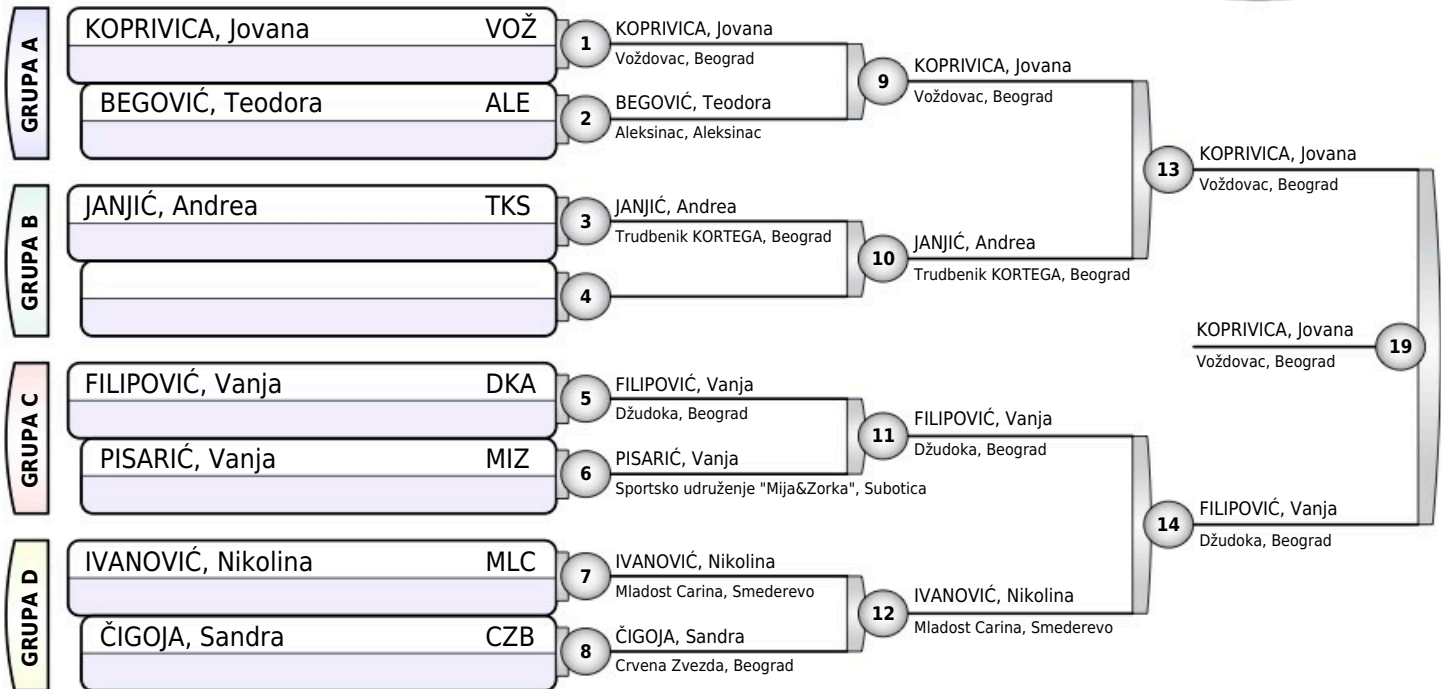 GRUPA A
KOPRIVICA, Jovana VOŽ
BEGOVIĆ, Teodora ALE
1
KOPRIVICA, Jovana
Voždovac, Beograd
2
BEGOVIĆ, Teodora
Aleksinac, Aleksinac
9
KOPRIVICA, Jovana
Voždovac, Beograd
GRUPA B
JANJIĆ, Andrea TKS
3
JANJIĆ, Andrea
Trudbenik KORTEGA, Beograd
4
10
JANJIĆ, Andrea
Trudbenik KORTEGA, Beograd
13
KOPRIVICA, Jovana
Voždovac, Beograd
GRUPA C
FILIPOVIĆ, Vanja DKA
PISARIĆ, Vanja MIZ
5
FILIPOVIĆ, Vanja
Džudoka, Beograd
6
PISARIĆ, Vanja
Sportsko udruženje "Mija&Zorka", Subotica
11
FILIPOVIĆ, Vanja
Džudoka, Beograd
GRUPA D
IVANOVIĆ, Nikolina MLC
ČIGOJA, Sandra CZB
7
IVANOVIĆ, Nikolina
Mladost Carina, Smederevo
8
ČIGOJA, Sandra
Crvena Zvezda, Beograd
12
IVANOVIĆ, Nikolina
Mladost Carina, Smederevo
14
FILIPOVIĆ, Vanja
Džudoka, Beograd
KOPRIVICA, Jovana
Voždovac, Beograd
19